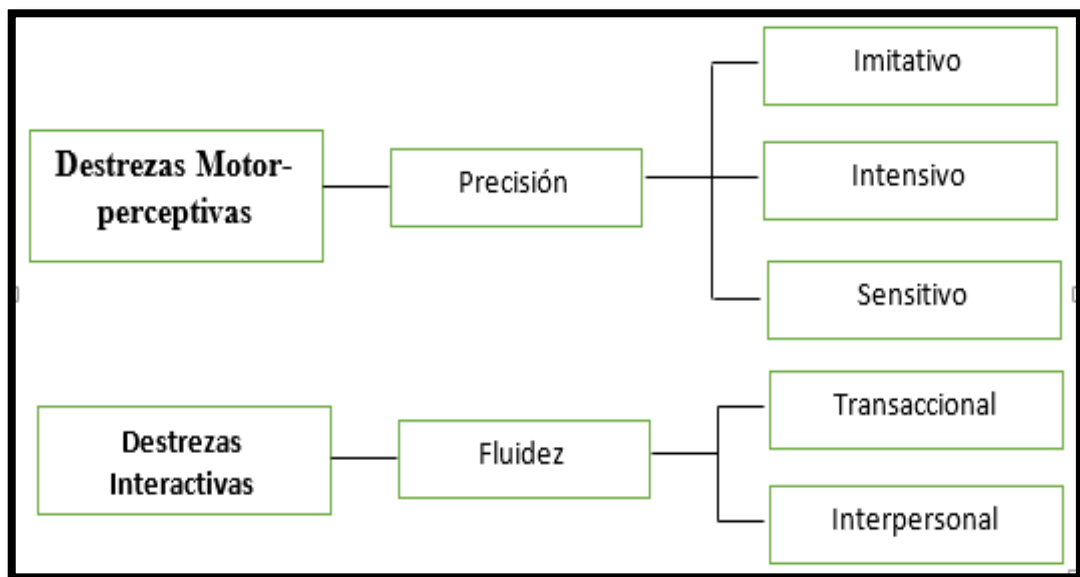 Destrezas Motor-
perceptivas
Precisión
Imitativo
Intensivo
Sensitivo
Destrezas
Interactivas
Fluidez
Transaccional
Interpersonal